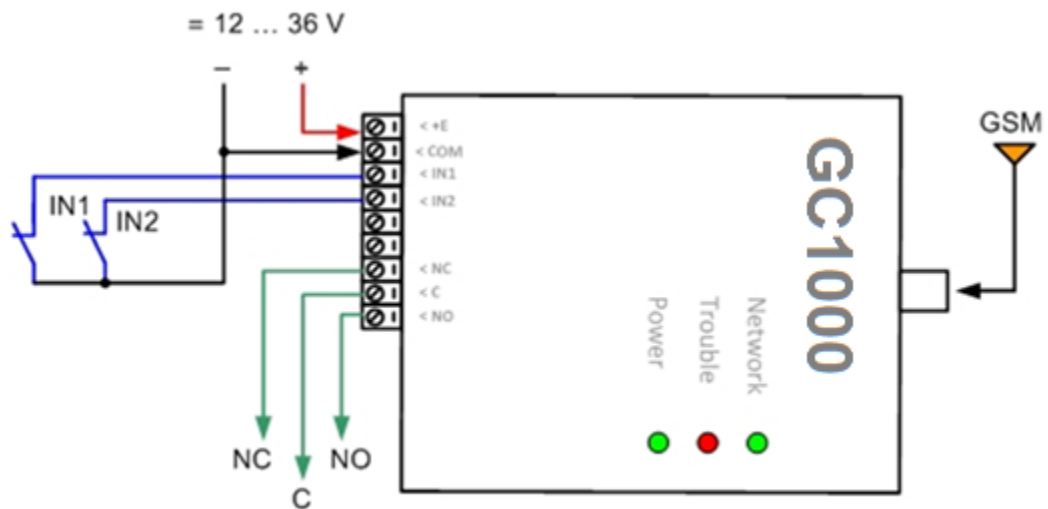 = 12 ... 36 V
– +
< +E
< COM
< IN1
< IN2
< NC
< C
< NO
IN1
IN2
NC
C
NO
Power
Trouble
Network
GC1000
GSM